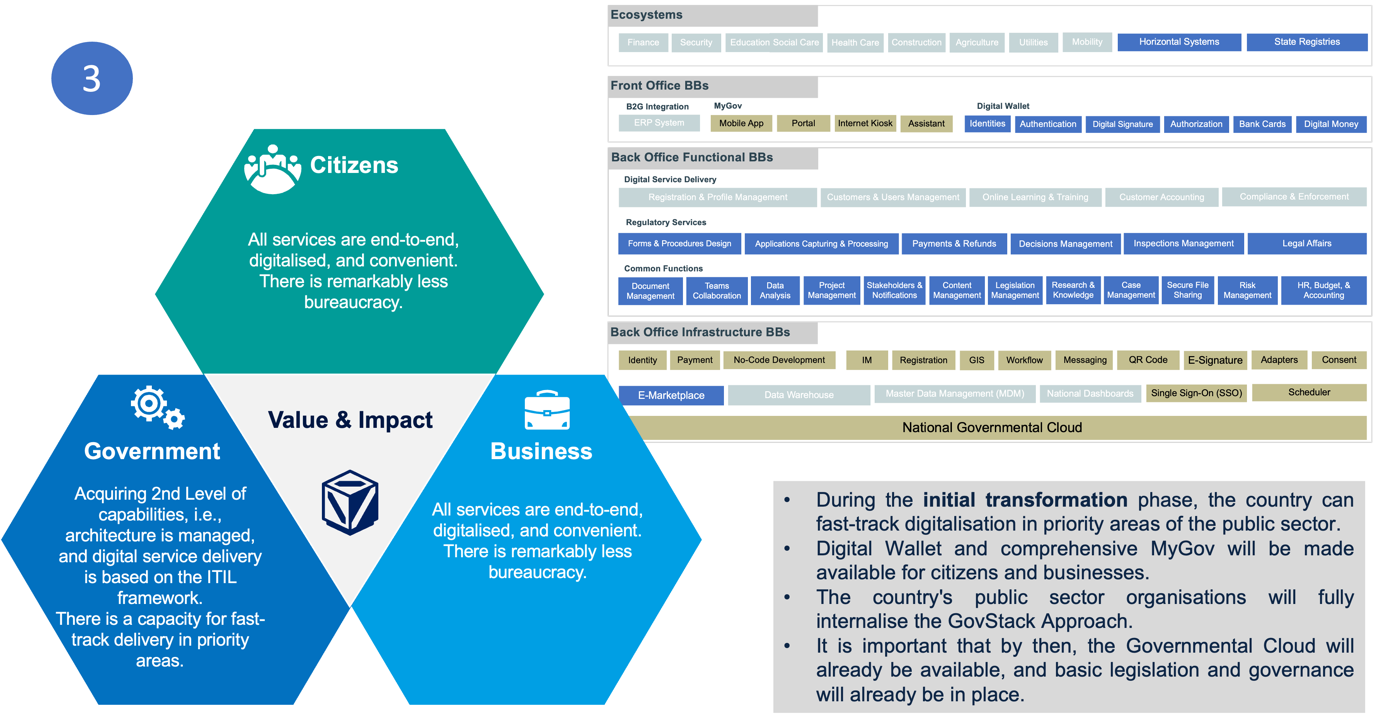 3
Citizens
All services are end-to-end,
digitalised, and convenient.
There is remarkably less
bureaucracy.
Value & Impact
Government
Acquiring 2nd Level of
capabilities, i.e.,
architecture is managed,
and digital service delivery
is based on the ITIL
framework.
There is a capacity for fast-
track delivery in priority
areas.
Business
All services are end-to-end,
digitalised, and convenient.
There is remarkably less
bureaucracy.
Ecosystems
Finance Security Education Social Care Health Care Construction Agriculture Utilities Mobility Horizontal Systems State Registries
Front Office BBs
B2G Integration MyGov Digital Wallet
ERP System Mobile App Portal Internet Kiosk Assistant Identities Authentication Digital Signature Authorization Bank Cards Digital Money
Back Office Functional BBs
Digital Service Delivery
Registration & Profile Management Customers & Users Management Online Learning & Training Customer Accounting Compliance & Enforcement
Regulatory Services
Forms & Procedures Design Applications Capturing & Processing Payments & Refunds Decisions Management Inspections Management Legal Affairs
Common Functions
Document Teams Data Project Stakeholders & Content Legislation Research & Case Secure File Risk HR, Budget, &
Management Collaboration Analysis Management Notifications Management Management Knowledge Management Sharing Management Accounting
Back Office Infrastructure BBs
Identity Payment No-Code Development IM Registration GIS Workflow Messaging QR Code E-Signature Adapters Consent
E-Marketplace Data Warehouse Master Data Management (MDM) National Dashboards Single Sign-On (SSO) Scheduler
National Governmental Cloud
• During the initial transformation phase, the country can
fast-track digitalisation in priority areas of the public sector.
• Digital Wallet and comprehensive MyGov will be made
available for citizens and businesses.
• The country's public sector organisations will fully
internalise the GovStack Approach.
• It is important that by then, the Governmental Cloud will
already be available, and basic legislation and governance
will already be in place.